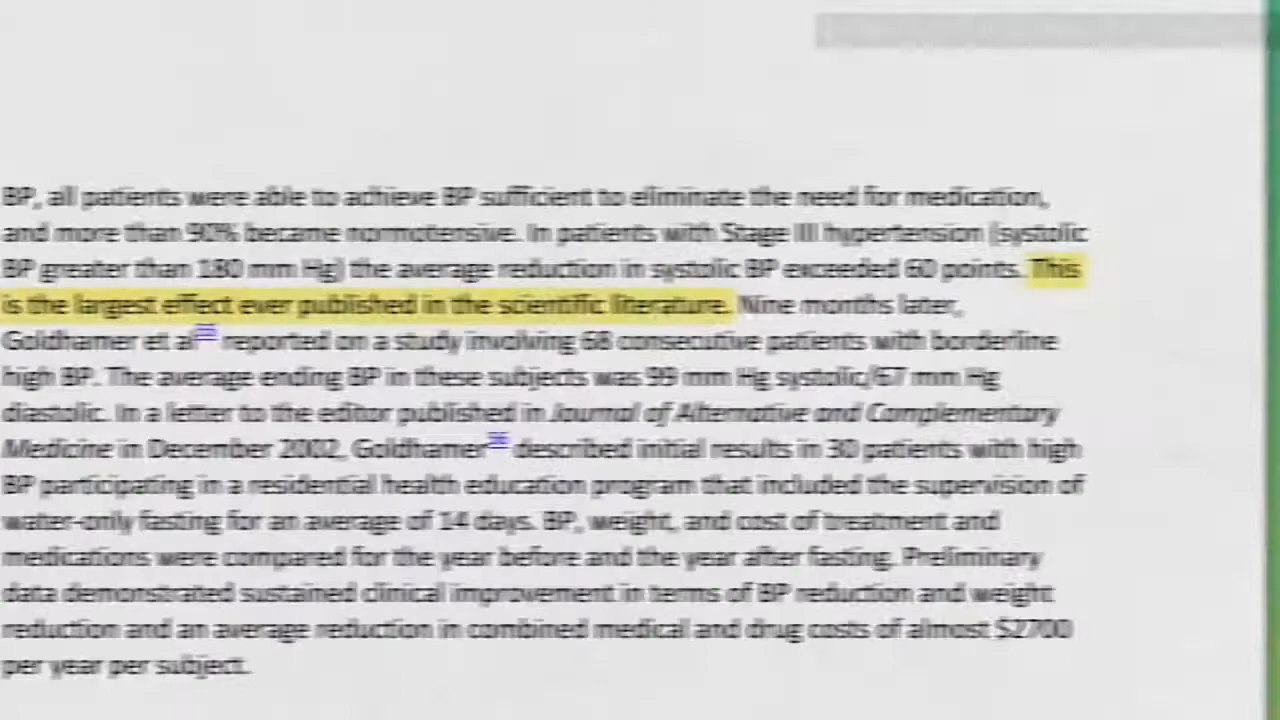 BP, all patients were able to achieve BP sufficient to eliminate the need for medication,
and more than 90% became normotensive. In patients with Stage III hypertension (systolic
BP greater than 180 mm Hg) the average reduction in systolic BP exceeded 60 points. This
is the largest effect ever published in the scientific literature. Nine months later,
Goldhamer et al reported on a study involving 68 consecutive patients with borderline
high BP. The average ending BP in these subjects was 99 mm Hg systolic/67 mm Hg
diastolic. In a letter to the editor published in Journal of Alternative and Complementary
Medicine in December 2002, Goldhamer described initial results in 30 patients with high
BP participating in a residential health education program that included the supervision of
water-only fasting for an average of 14 days. BP, weight, and cost of treatment and
medications were compared for the year before and the year after fasting. Preliminary
data demonstrated sustained clinical improvement in terms of BP reduction and weight
reduction and an average reduction in combined medical and drug costs of almost $2700
per year per subject.